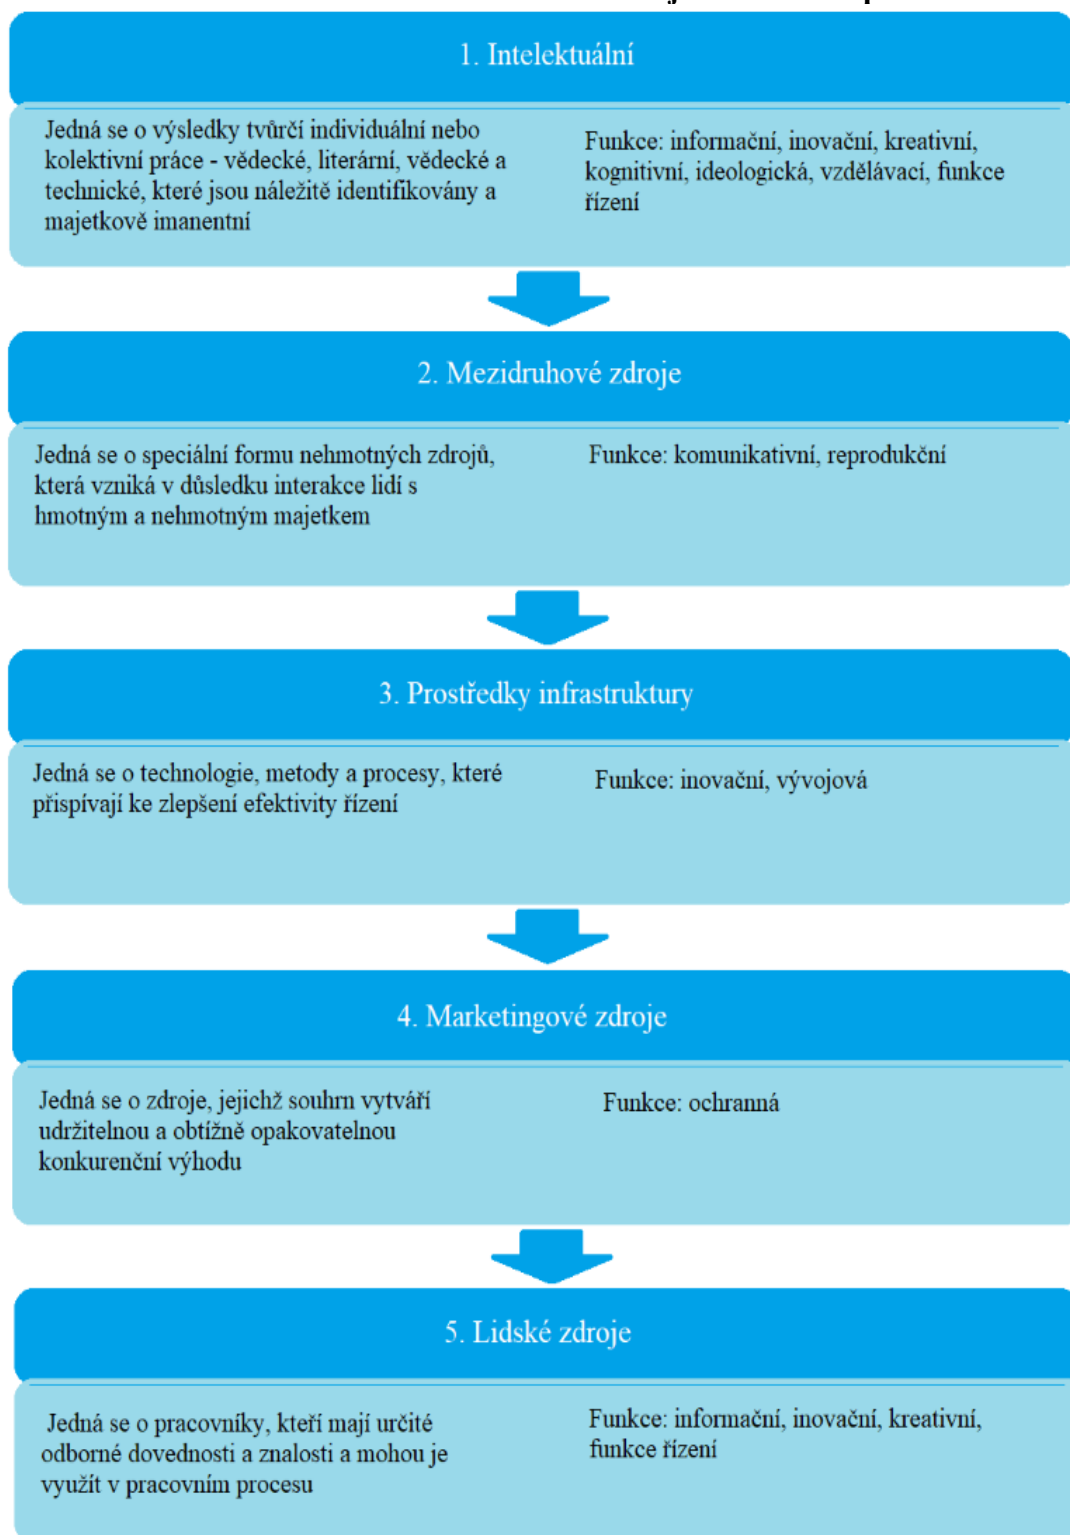 1. Intelektuální
Jedná se o výsledky tvůrčí individuální nebo
kolektivní práce - vědecké, literární, vědecké a
technické, které jsou náležitě identifikovány a
majetkově imanentní
Funkce: informační, inovační, kreativní,
kognitivní, ideologická, vzdělávací, funkce
řízení
2. Mezidruhové zdroje
Jedná se o speciální formu nehmotných zdrojů,
která vzniká v důsledku interakce lidí s
hmotným a nehmotným majetkem
Funkce: komunikativní, reprodukční
3. Prostředky infrastruktury
Jedná se o technologie, metody a procesy, které
přispívají ke zlepšení efektivity řízení
Funkce: inovační, vývojová
4. Marketingové zdroje
Jedná se o zdroje, jejichž souhrn vytváří
udržitelnou a obtížně opakovatelnou
konkurenční výhodu
Funkce: ochranná
5. Lidské zdroje
Jedná se o pracovníky, kteří mají určité
odborné dovednosti a znalosti a mohou je
využít v pracovním procesu
Funkce: informační, inovační, kreativní,
funkce řízení